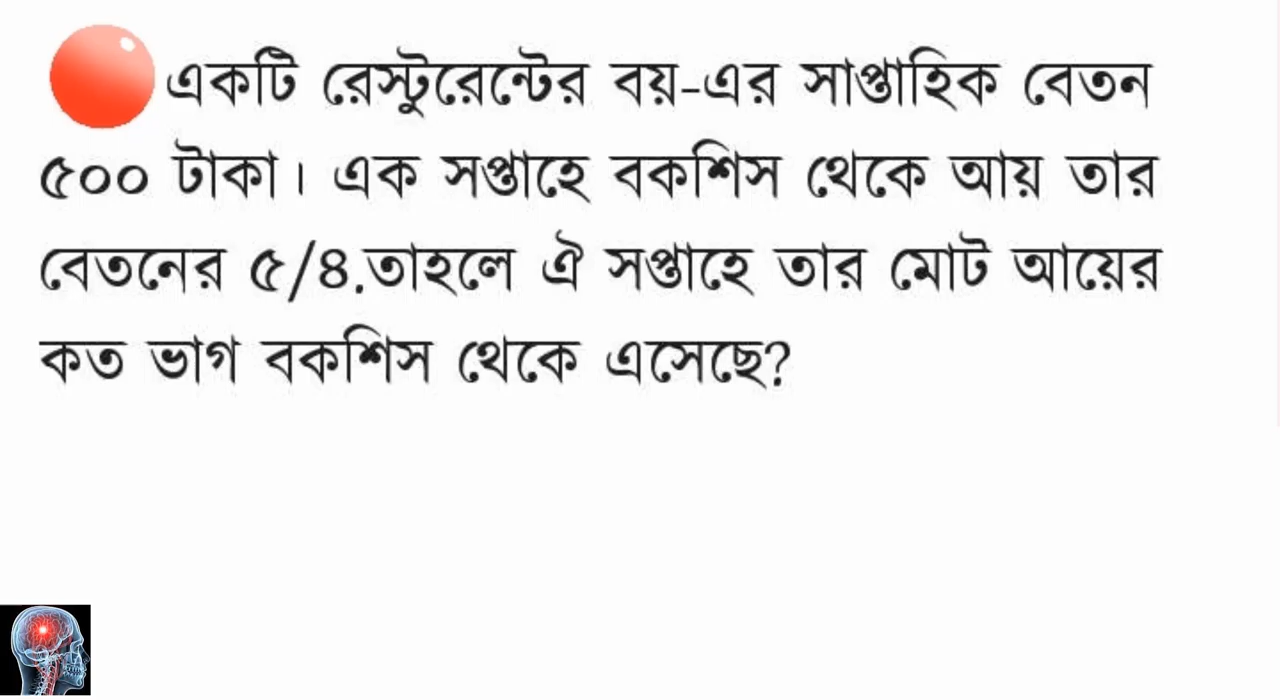 একটি রেস্টুরেন্টের বয়-এর সাপ্তাহিক বেতন
৫০০ টাকা। এক সপ্তাহে বকশিস থেকে আয় তার
বেতনের ৫/৪.তাহলে ঐ সপ্তাহে তার মোট আয়ের
কত ভাগ বকশিস থেকে এসেছে?